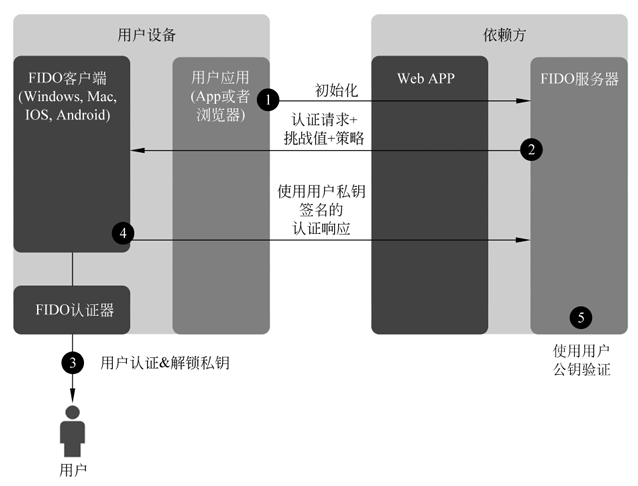 用户设备
依赖方
FIDO客户端
(Windows, Mac,
IOS, Android)
用户应用
(App或者
浏览器)
Web APP
FIDO服务器
1
初始化
认证请求+
挑战值+策略
2
使用用户私钥
签名的
认证响应
4
FIDO认证器
5
使用用户
公钥验证
3
用户认证&解锁私钥
用户